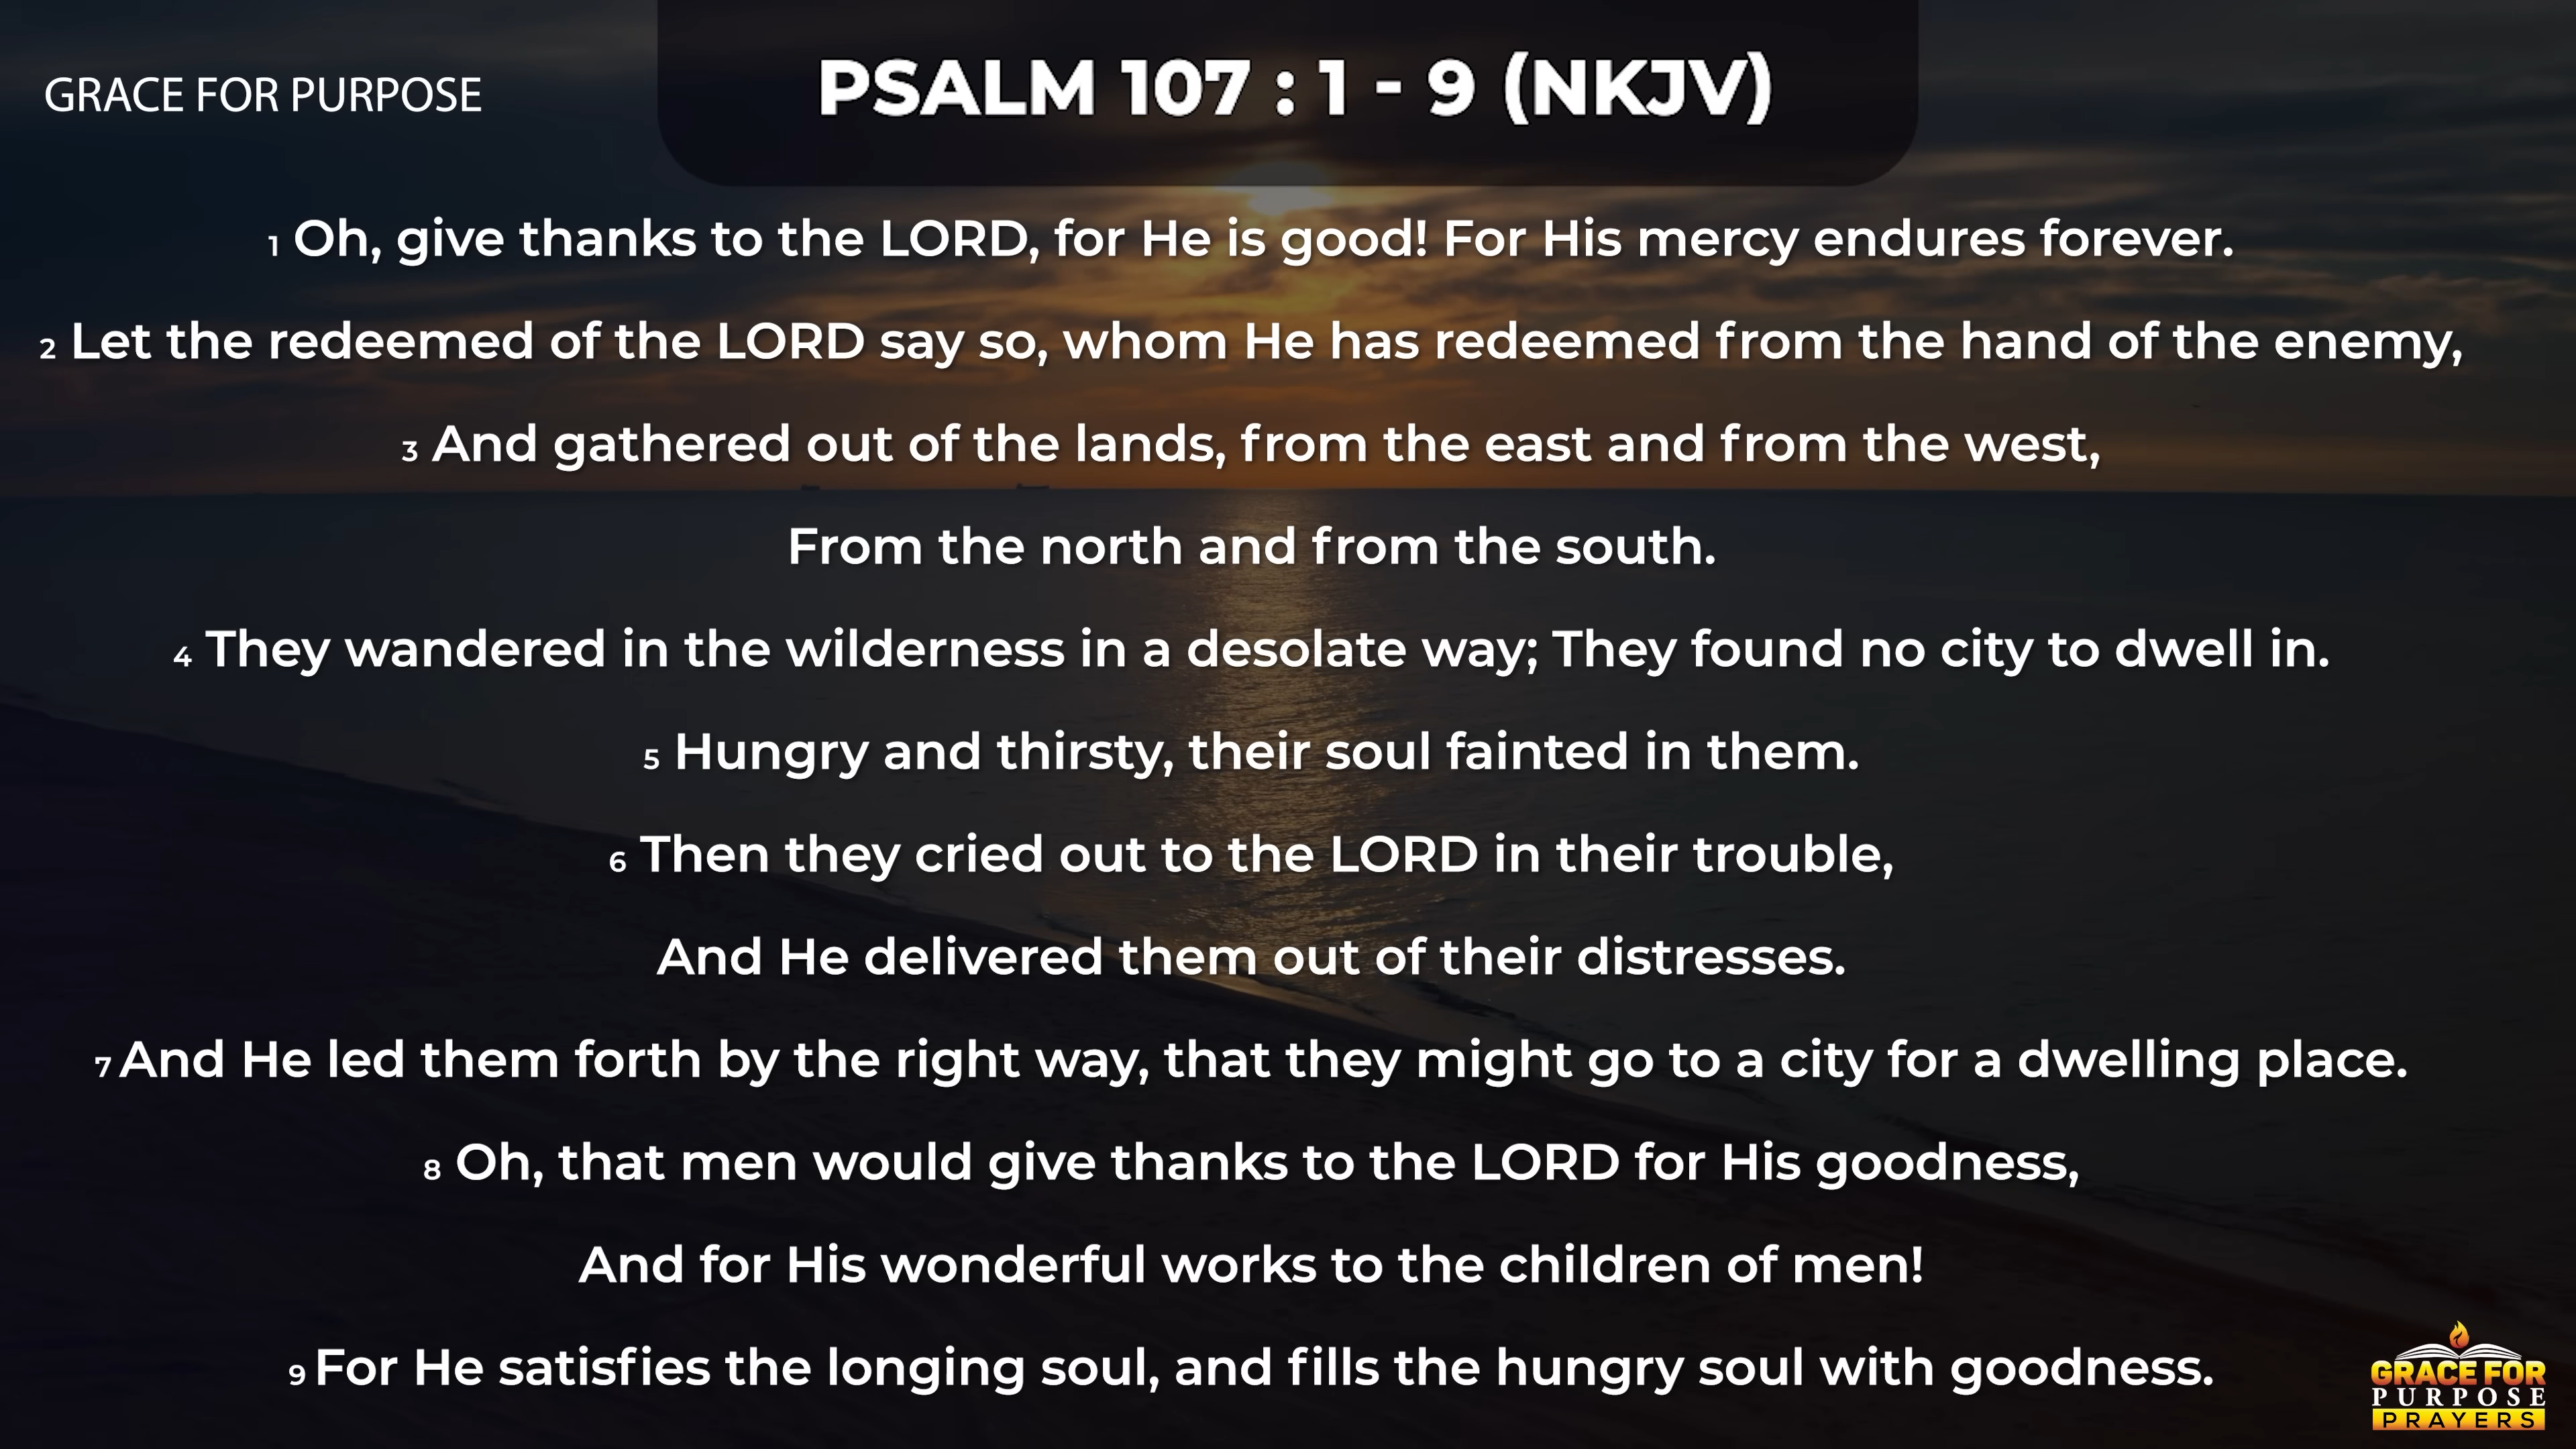 GRACE FOR PURPOSE
PSALM 107 : 1 - 9 (NKJV)
1 Oh, give thanks to the LORD, for He is good! For His mercy endures forever.
2 Let the redeemed of the LORD say so, whom He has redeemed from the hand of the enemy,
3 And gathered out of the lands, from the east and from the west,
From the north and from the south.
4 They wandered in the wilderness in a desolate way; They found no city to dwell in.
5 Hungry and thirsty, their soul fainted in them.
6 Then they cried out to the LORD in their trouble,
And He delivered them out of their distresses.
7 And He led them forth by the right way, that they might go to a city for a dwelling place.
8 Oh, that men would give thanks to the LORD for His goodness,
And for His wonderful works to the children of men!
9 For He satisfies the longing soul, and fills the hungry soul with goodness.
GRACE FOR
PURPOSE
PRAYERS